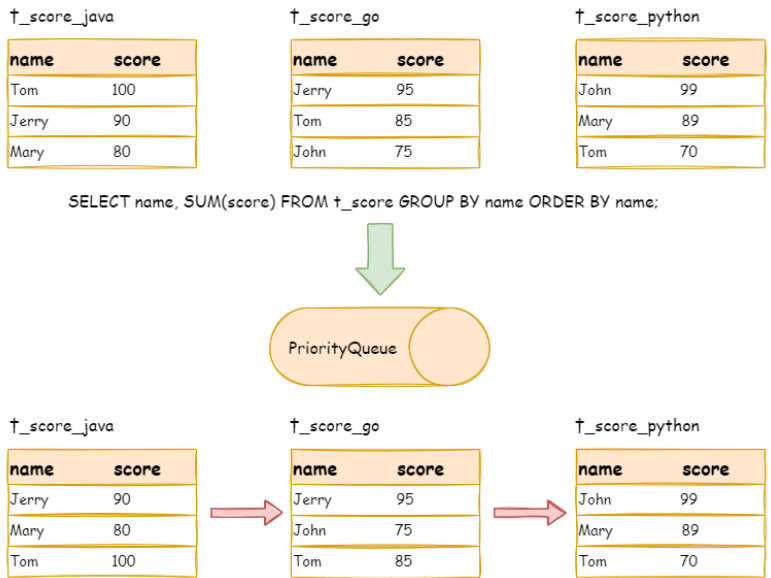 t_score_java t_score_go t_score_python
name score name score name score
Tom 100 Jerry 95 John 99
Jerry 90 Tom 85 Mary 89
Mary 80 John 75 Tom 70
SELECT name, SUM(score) FROM t_score GROUP BY name ORDER BY name;
PriorityQueue
t_score_java t_score_go t_score_python
name score name score name score
Jerry 90 Jerry 95 John 99
Mary 80 John 75 Mary 89
Tom 100 Tom 85 Tom 70